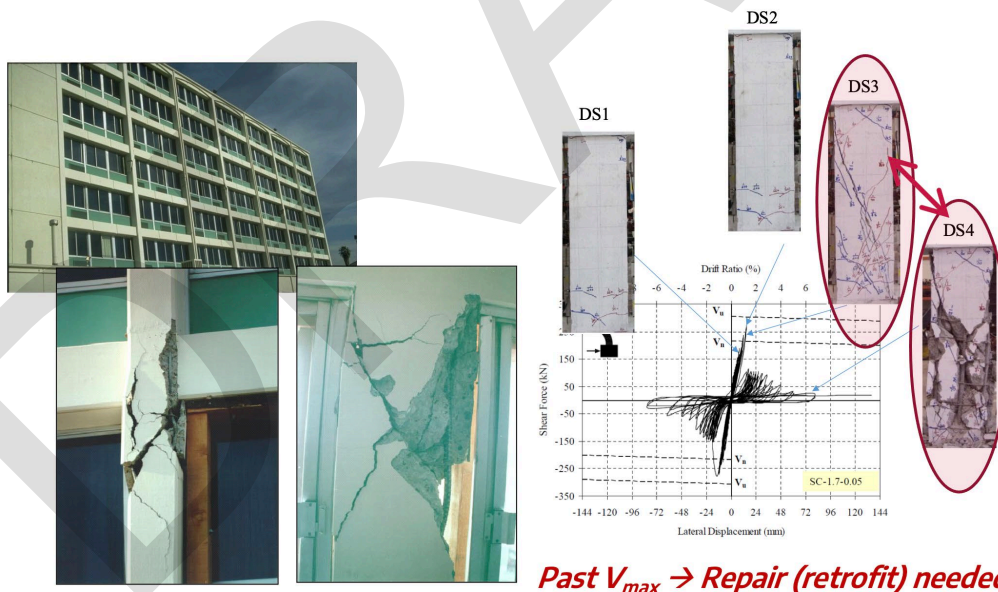 DRA
DS1
DS2
DS3
DS4
Drift Ratio (%)
-6 -4 -2 0 2 4 6
Vu
Vn
150
50
-50
-150
-250
-350
Shear Force (kN)
Vn
Vu
SC-1.7-0.05
-144 -120 -96 -72 -48 -24 0 24 48 72 96 120 144
Lateral Displacement (mm)
Past Vmax → Repair (retrofit) needed